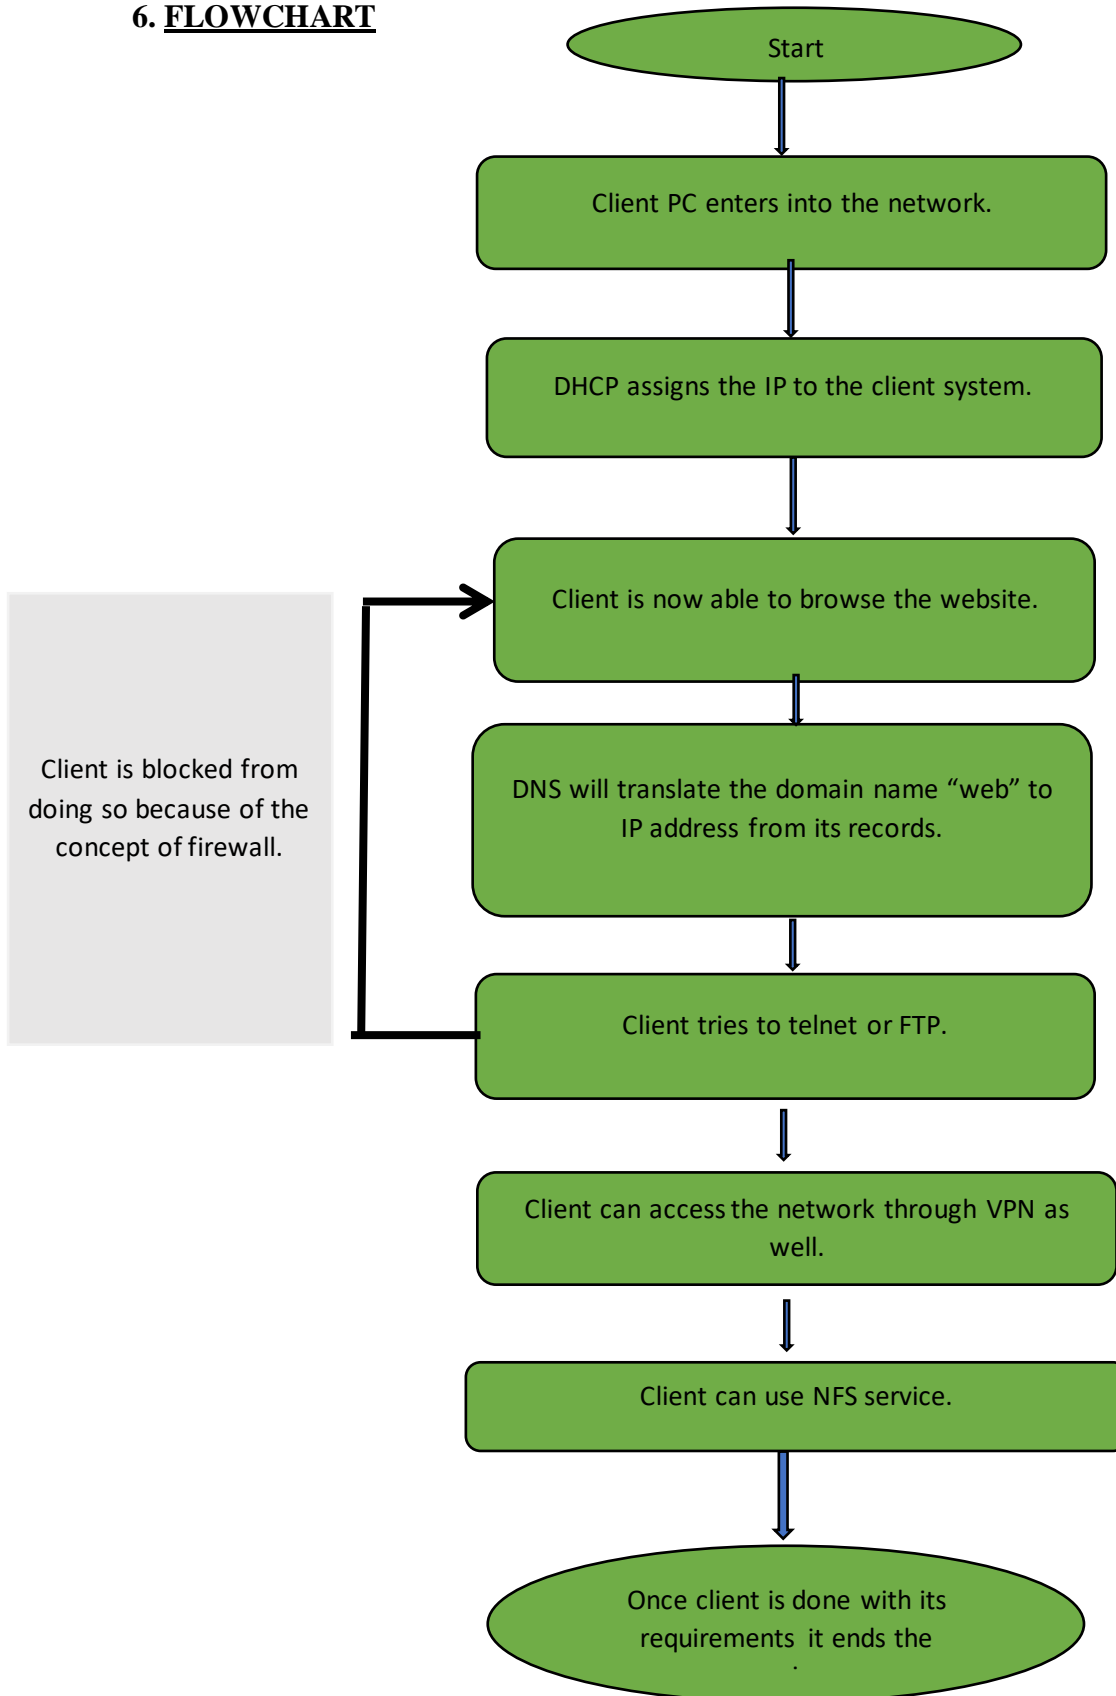 6. FLOWCHART
Start
Client PC enters into the network.
DHCP assigns the IP to the client system.
Client is now able to browse the website.
Client is blocked from
doing so because of the
concept of firewall.
DNS will translate the domain name “web” to
IP address from its records.
Client tries to telnet or FTP.
Client can access the network through VPN as
well.
Client can use NFS service.
Once client is done with its
requirements it ends the